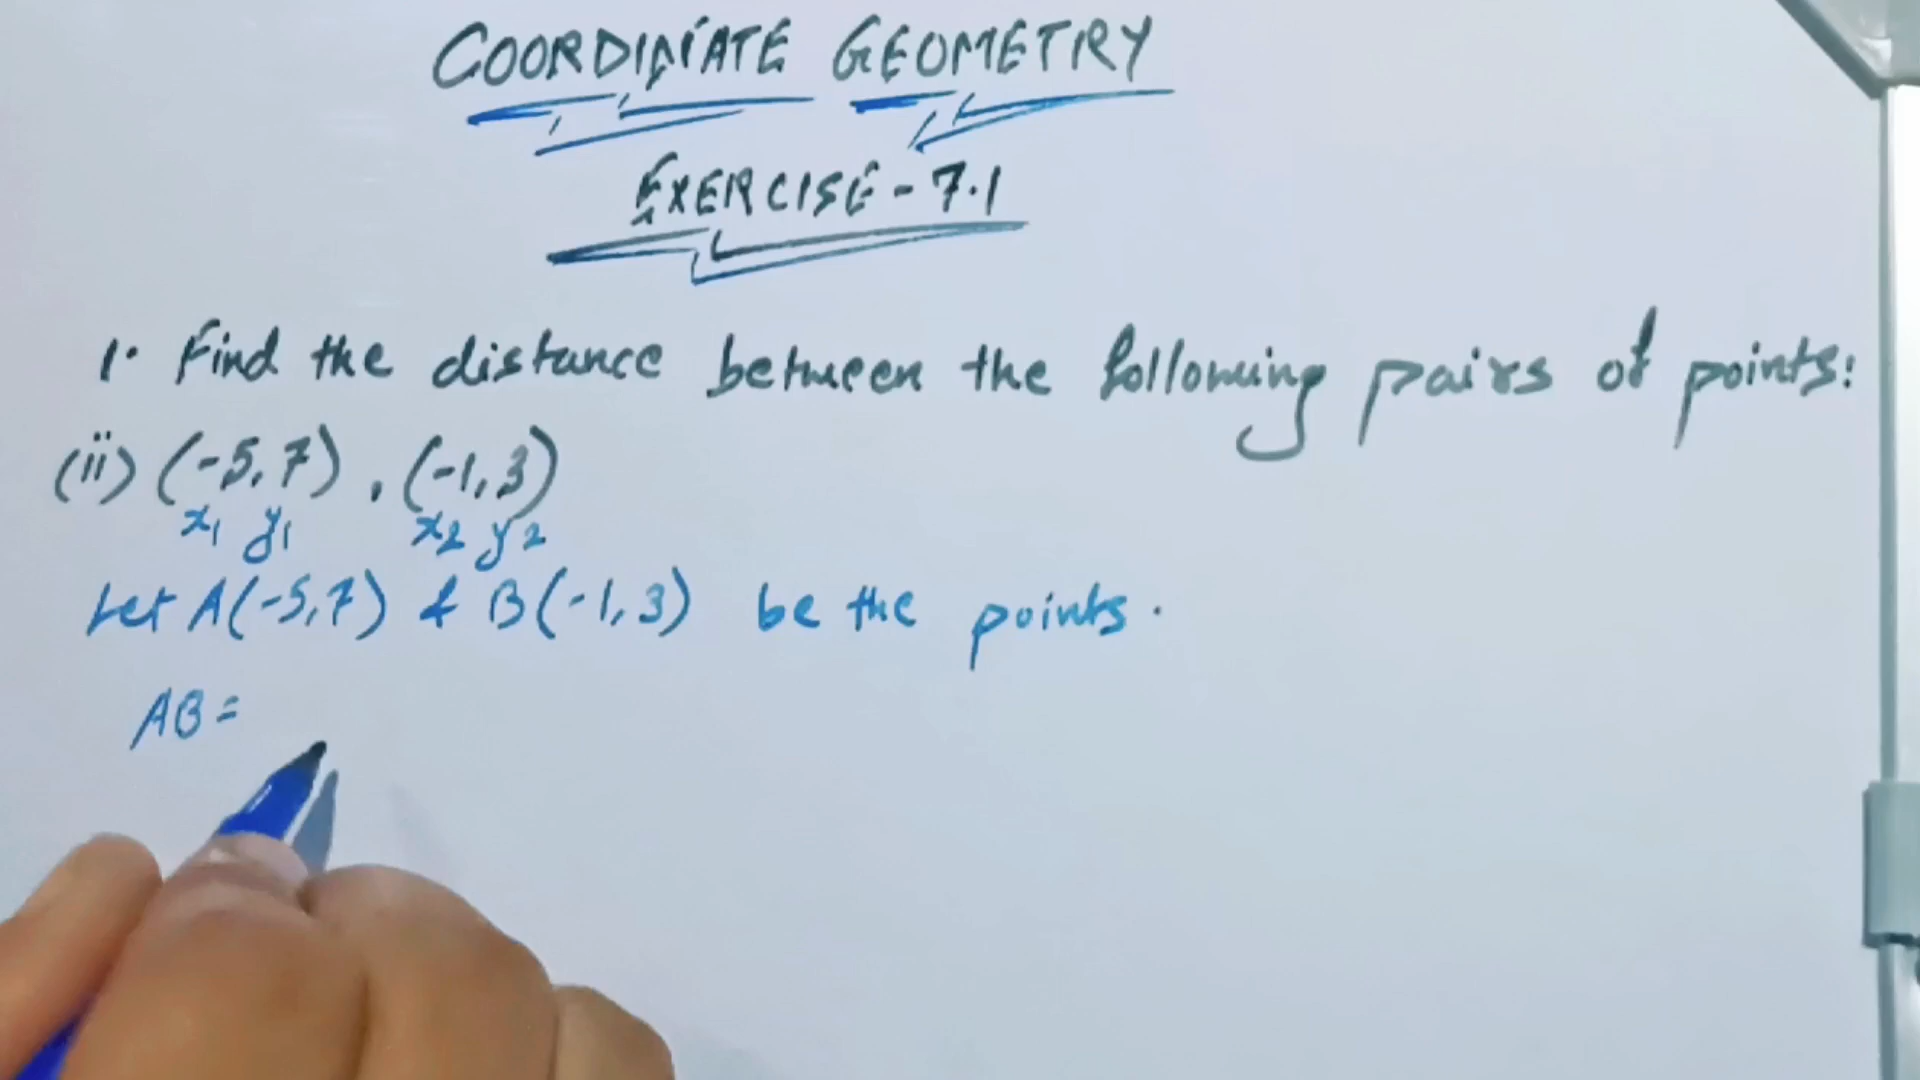 COORDINATE GEOMETRY
EXERCISE - 7.1
1. Find the distance between the following pairs of points:
(ii) (-5, 7), (-1, 3)
x₁ y₁ x₂ y₂
Let A(-5, 7) & B(-1, 3) be the points.
AB =